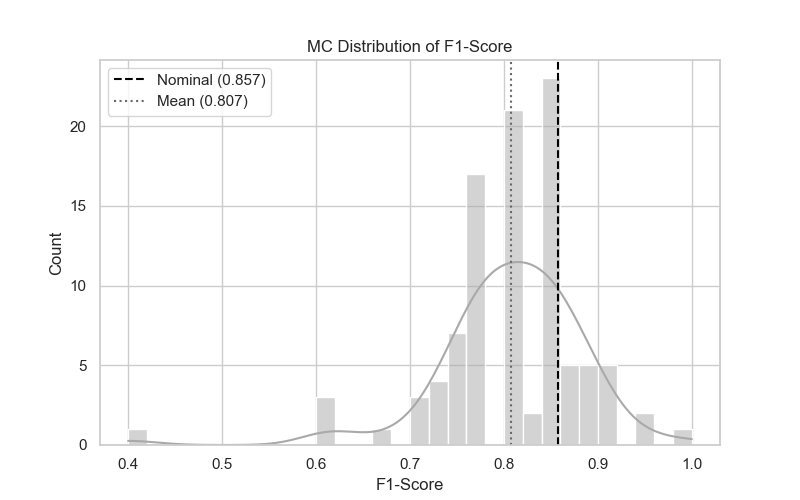 MC Distribution of F1-Score
Nominal (0.857)
Mean (0.807)
Count
20
15
10
5
0
0.4 0.5 0.6 0.7 0.8 0.9 1.0
F1-Score